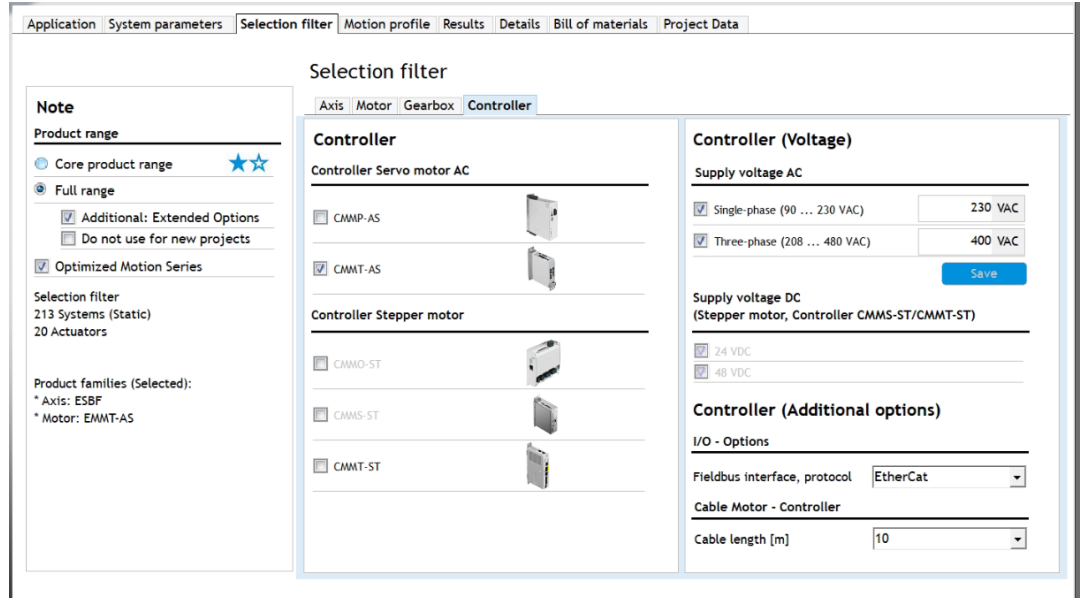 Application System parameters Selection filter Motion profile Results Details Bill of materials Project Data
Selection filter
Note
Product range
Core product range
Full range
Additional: Extended Options
Do not use for new projects
Optimized Motion Series
Selection filter
213 Systems (Static)
20 Actuators
Product families (Selected):
* Axis: ESBF
* Motor: EMMT-AS
Axis Motor Gearbox Controller
Controller
Controller Servo motor AC
CMMP-AS
CMMT-AS
Controller Stepper motor
CMMO-ST
CMMS-ST
CMMT-ST
Controller (Voltage)
Supply voltage AC
Single-phase (90 ... 230 VAC) 230 VAC
Three-phase (208 ... 480 VAC) 400 VAC
Save
Supply voltage DC
(Stepper motor, Controller CMMS-ST/CMMT-ST)
24 VDC
48 VDC
Controller (Additional options)
I/O - Options
Fieldbus interface, protocol EtherCat
Cable Motor - Controller
Cable length [m] 10